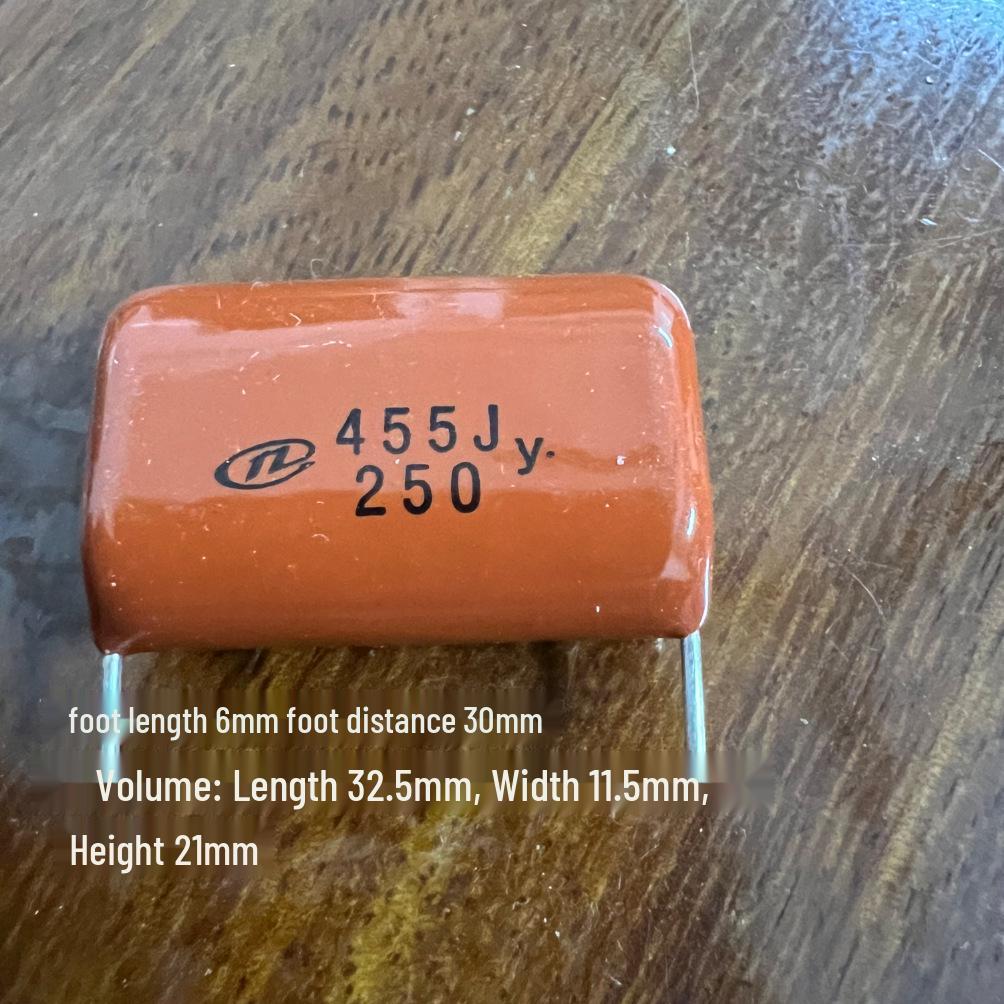 455J
250
y.
foot length 6mm foot distance 30mm
Volume: Length 32.5mm, Width 11.5mm,
Height 21mm